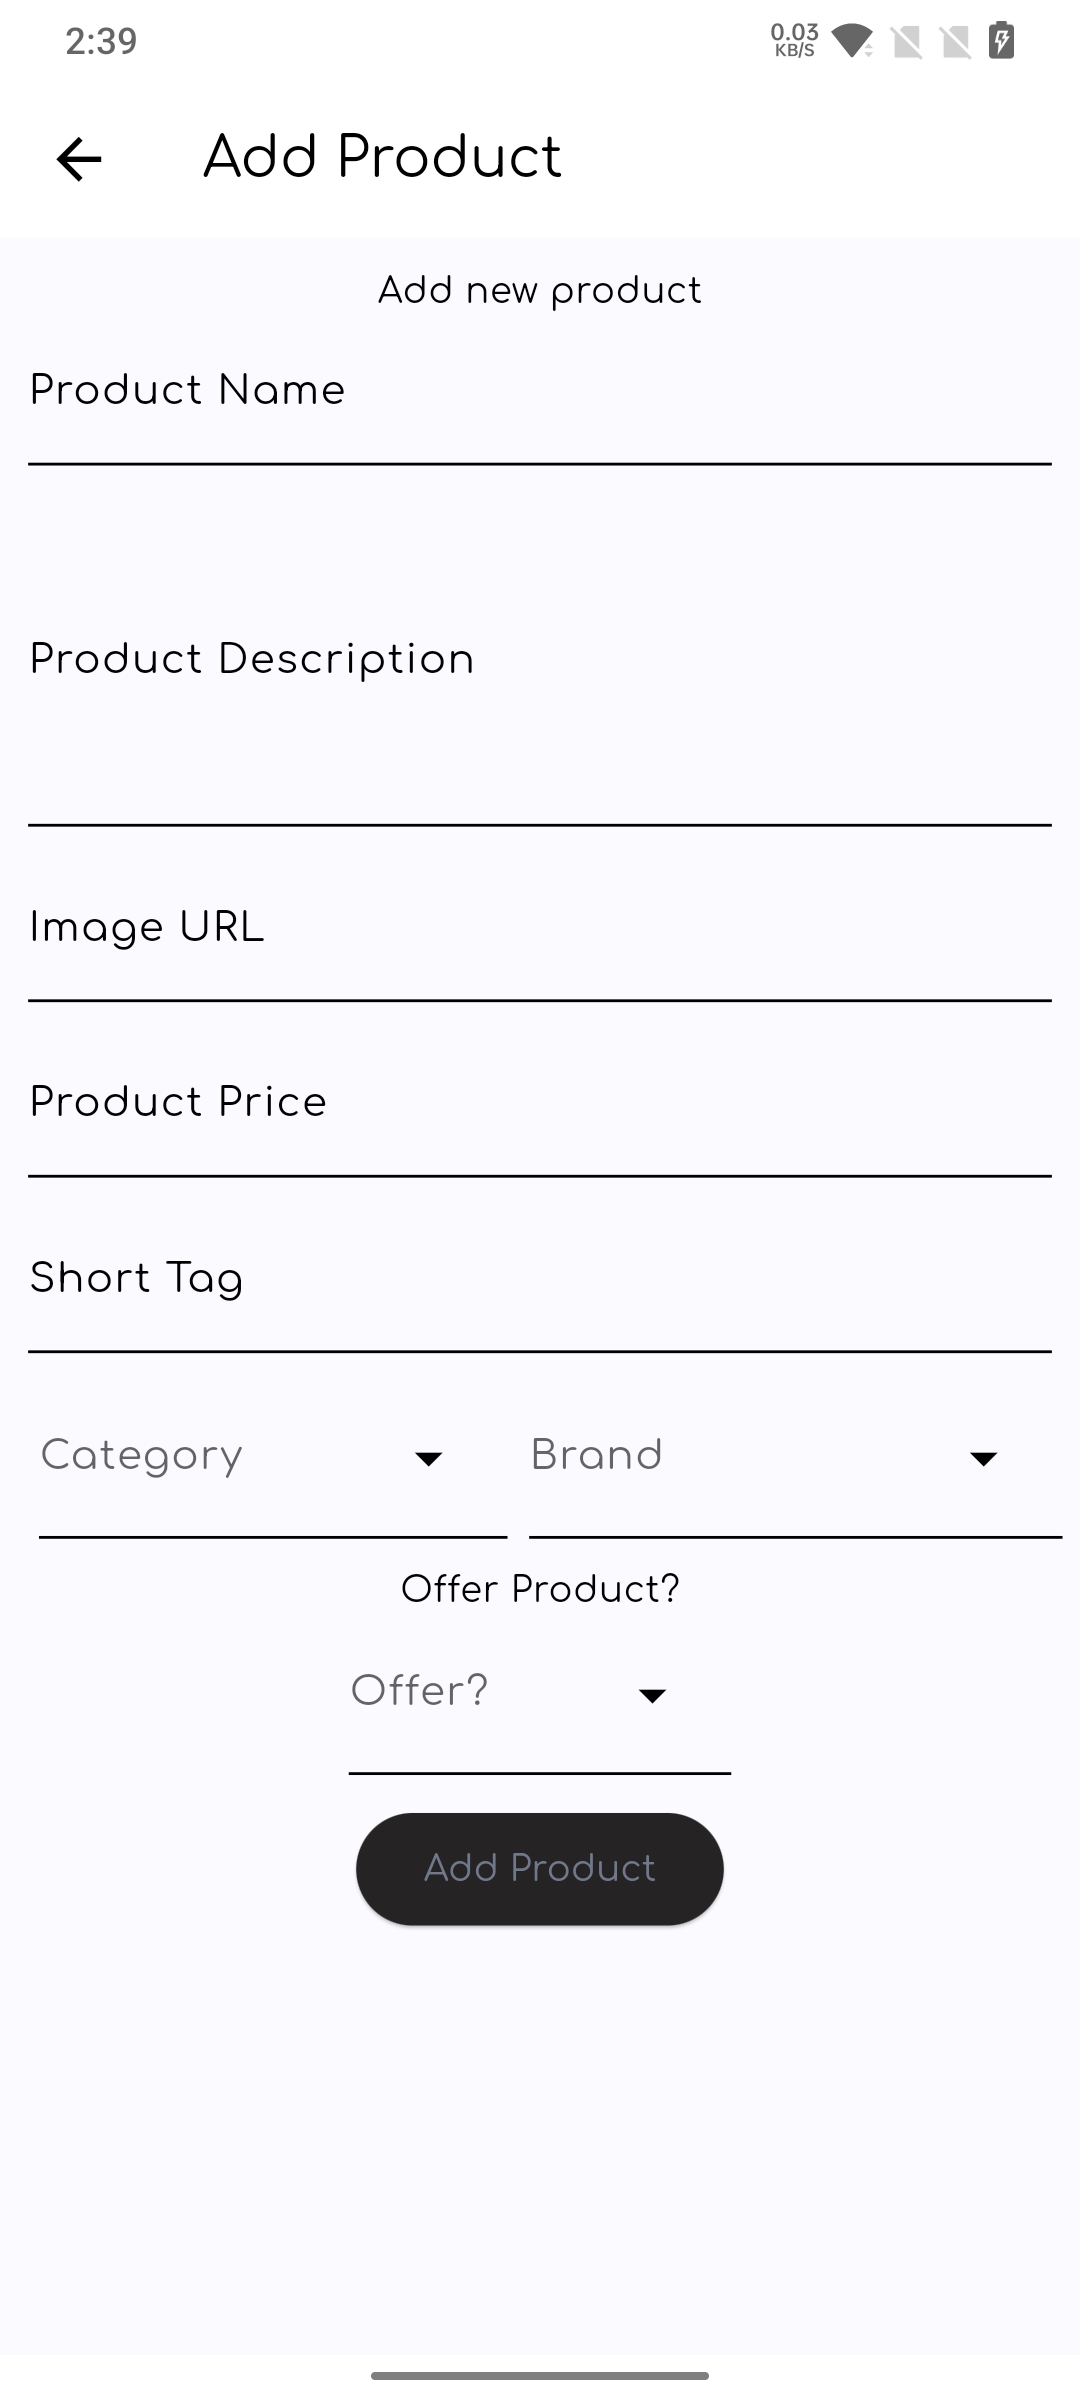 2:39
0.03
KB/S
Add Product
Add new product
Product Name
Product Description
Image URL
Product Price
Short Tag
Category Brand
Offer Product?
Offer?
Add Product